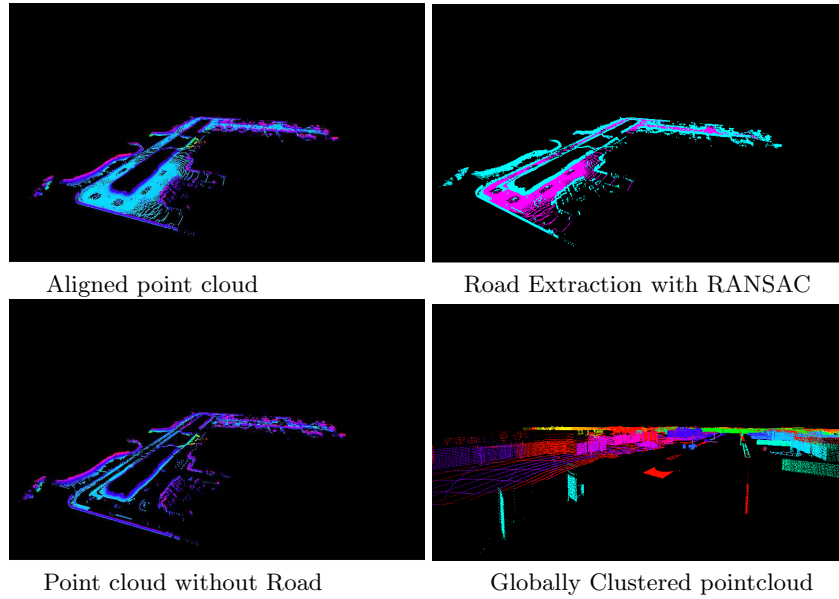 Aligned point cloud
Road Extraction with RANSAC
Point cloud without Road
Globally Clustered pointcloud